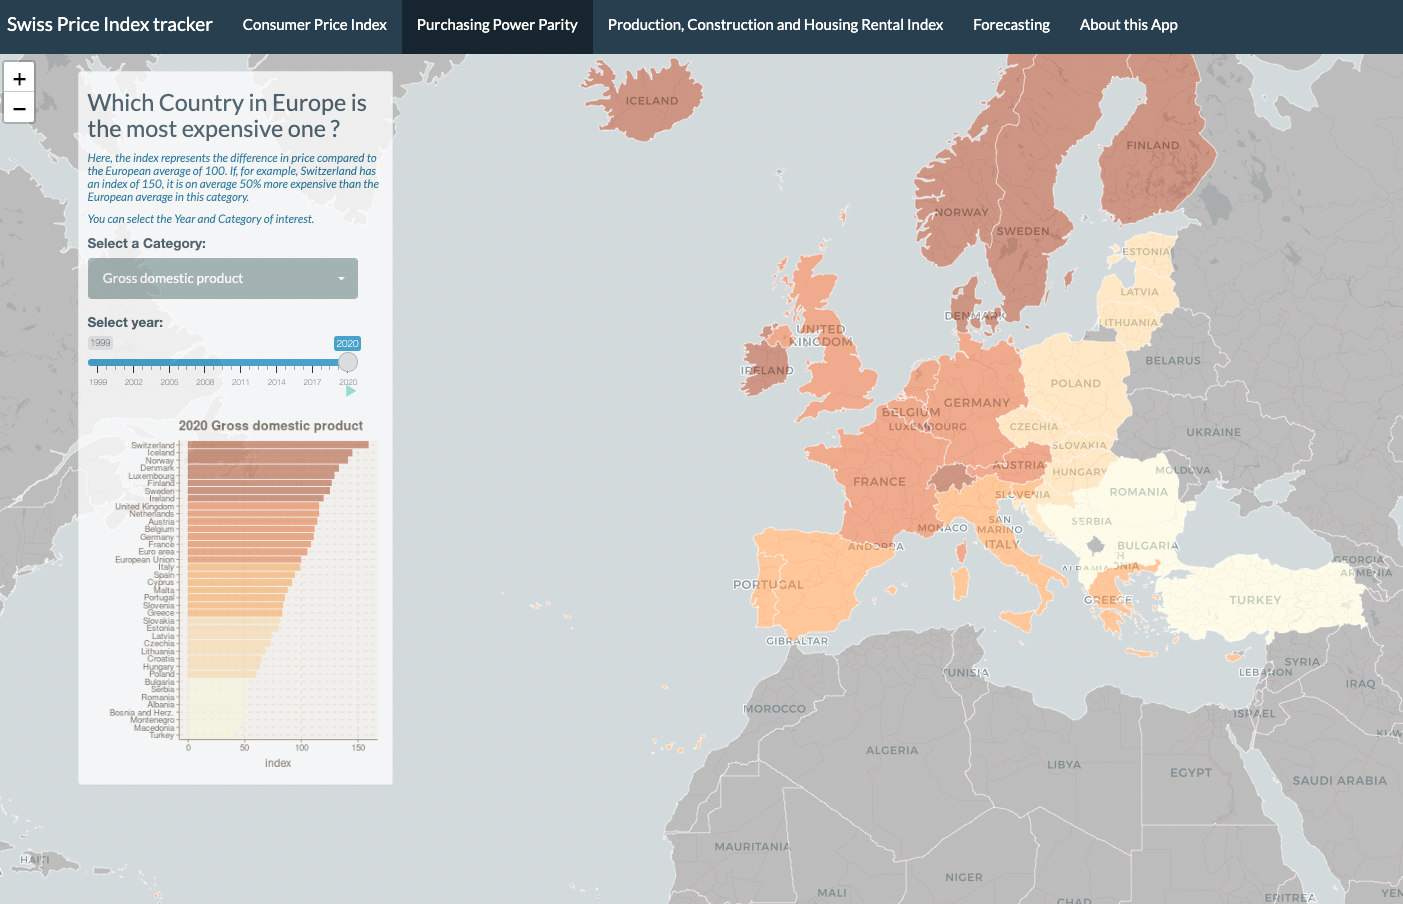 Swiss Price Index tracker
Consumer Price Index
Purchasing Power Parity
Production, Construction and Housing Rental Index
Forecasting
About this App
+
−
Which Country in Europe is
the most expensive one ?
Here, the index represents the difference in price compared to
the European average of 100. If, for example, Switzerland has
an index of 150, it is on average 50% more expensive than the
European average in this category.
You can select the Year and Category of interest.
Select a Category:
Gross domestic product
Select year:
1999
2020
1999 2002 2005 2008 2011 2014 2017 2020
2020 Gross domestic product
Switzerland
Iceland
Norway
Denmark
Luxembourg
Finland
Sweden
Ireland
United Kingdom
Netherlands
Austria
Belgium
Germany
France
Euro area
European Union
Italy
Spain
Cyprus
Malta
Portugal
Slovenia
Greece
Slovakia
Estonia
Latvia
Czechia
Lithuania
Croatia
Hungary
Poland
Bulgaria
Serbia
Romania
Albania
Bosnia and Herz.
Montenegro
Macedonia
Turkey
0 50 100 150
index
ICELAND
FINLAND
NORWAY
SWEDEN
ESTONIA
LATVIA
DENMARK
LITHUANIA
UNITED
KINGDOM
BELARUS
IRELAND
POLAND
GERMANY
BELGIUM
LUXEMBOURG
CZECHIA
UKRAINE
SLOVAKIA
AUSTRIA
HUNGARY
MOLDOVA
FRANCE
SLOVENIA
ROMANIA
SAN
MARINO
MONACO
SERBIA
ITALY
ANDORRA
BULGARIA
GEORGIA
ALBANIA
ARMENIA
PORTUGAL
GREECE
TURKEY
GIBRALTAR
TUNISIA
SYRIA
LEBANON
IRAQ
MOROCCO
ISRAEL
ALGERIA
LIBYA
EGYPT
SAUDI ARABIA
MAURITANIA
HAITI
NIGER
MALI
CHAD
ERITREA